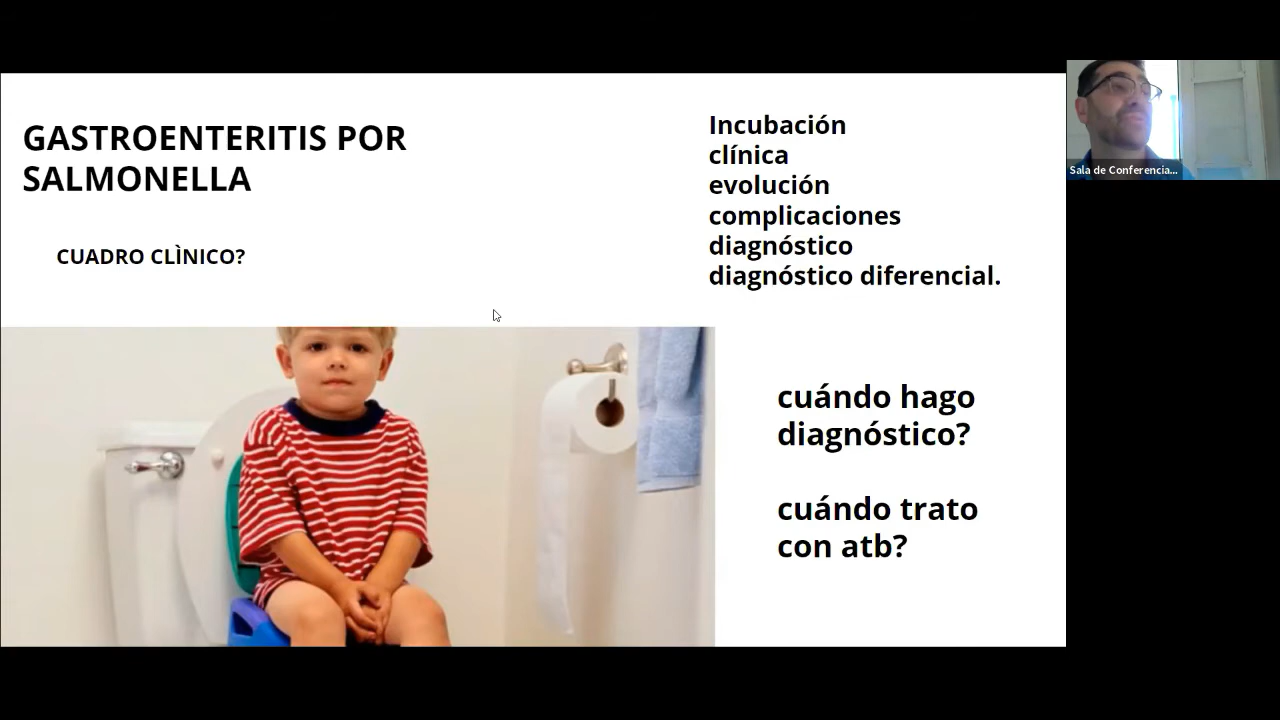 GASTROENTERITIS POR
SALMONELLA
CUADRO CLÌNICO?
Incubación
clínica
evolución
complicaciones
diagnóstico
diagnóstico diferencial.
cuándo hago
diagnóstico?
cuándo trato
con atb?
Sala de Conferencia...